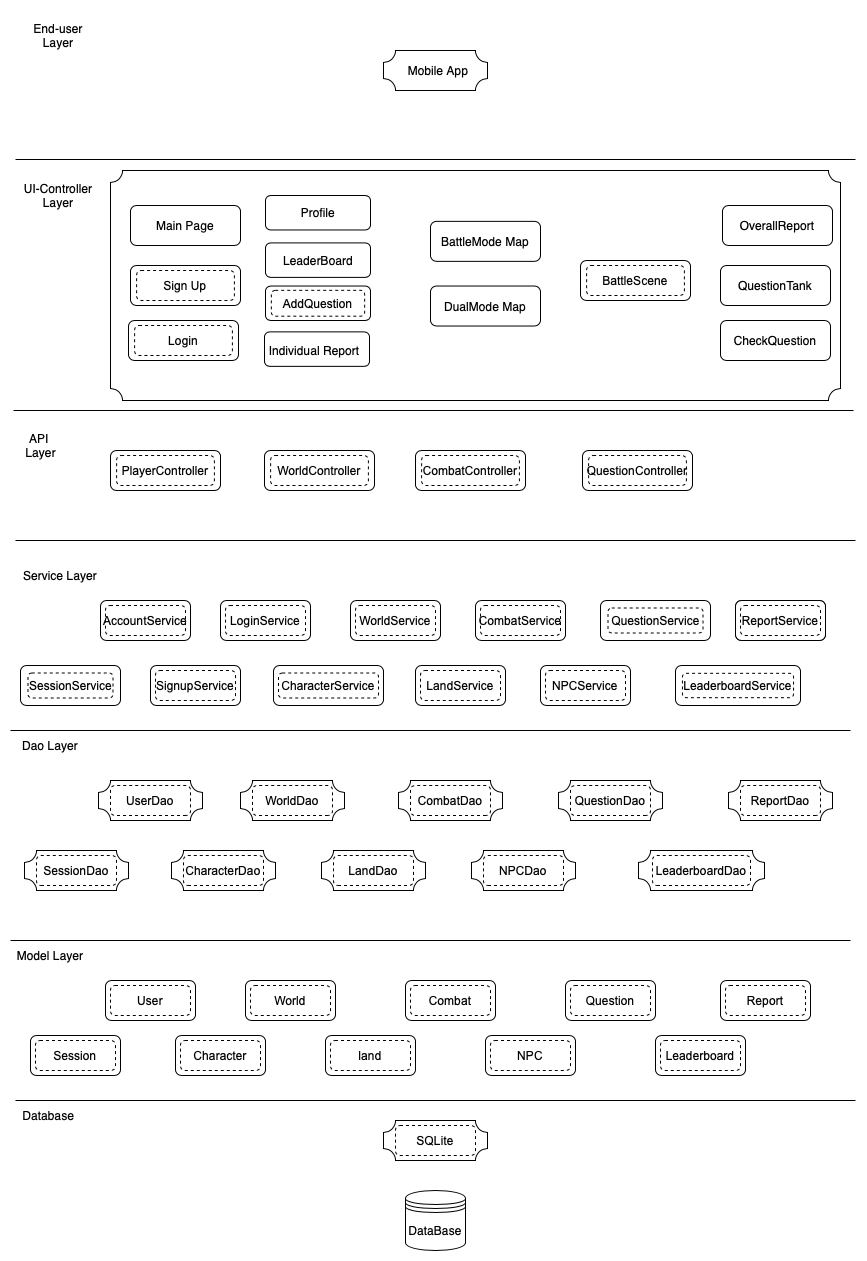 End-user
Layer
Mobile App
UI-Controller
Layer
Main Page
Profile
BattleMode Map
BattleScene
OverallReport
Sign Up
LeaderBoard
AddQuestion
DualMode Map
QuestionTank
Login
Individual Report
CheckQuestion
API
Layer
PlayerController
WorldController
CombatController
QuestionController
Service Layer
AccountService
LoginService
WorldService
CombatService
QuestionService
ReportService
SessionService
SignupService
CharacterService
LandService
NPCService
LeaderboardService
Dao Layer
UserDao
WorldDao
CombatDao
QuestionDao
ReportDao
SessionDao
CharacterDao
LandDao
NPCDao
LeaderboardDao
Model Layer
User
World
Combat
Question
Report
Session
Character
land
NPC
Leaderboard
Database
SQLite
DataBase